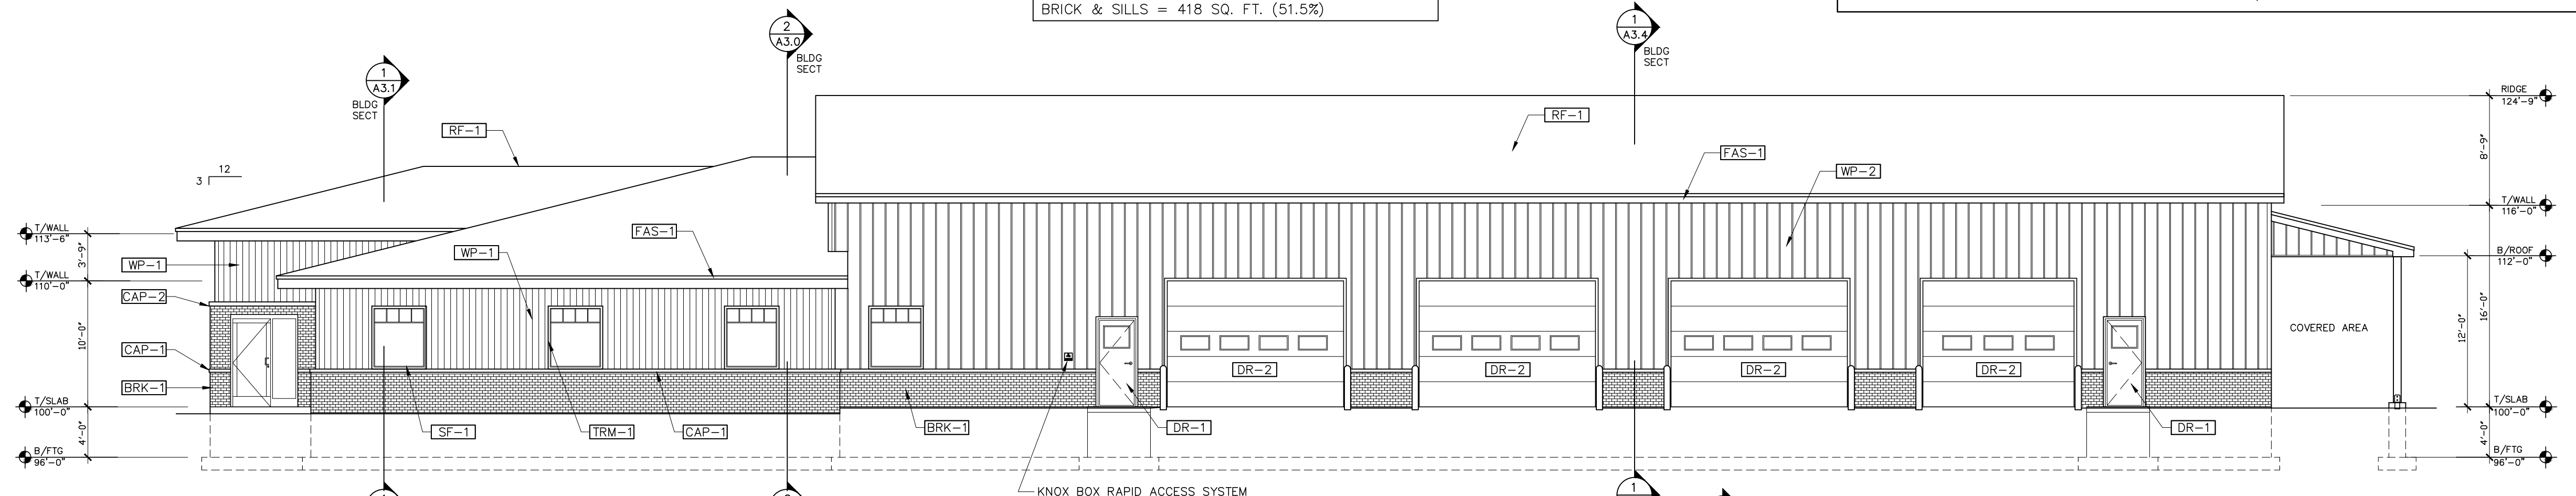 BRICK & SILLS = 418 SQ. FT. (51.5%)
2
A3.0
BLDG
SECT
1
A3.4
BLDG
SECT
1
A3.1
BLDG
SECT
RF-1
RF-1
FAS-1
WP-2
RIDGE
124'-9"
8'-9"
12
3
T/WALL
113'-6"
3'-9"
T/WALL
110'-0"
WP-1
CAP-2
WP-1
FAS-1
T/WALL
116'-0"
B/ROOF
112'-0"
16'-0"
12'-0"
10'-0"
CAP-1
BRK-1
COVERED AREA
DR-2
DR-2
DR-2
DR-2
T/SLAB
100'-0"
4'-0"
B/FTG
96'-0"
SF-1
TRM-1
CAP-1
BRK-1
DR-1
DR-1
T/SLAB
100'-0"
4'-0"
B/FTG
96'-0"
KNOX BOX RAPID ACCESS SYSTEM
1